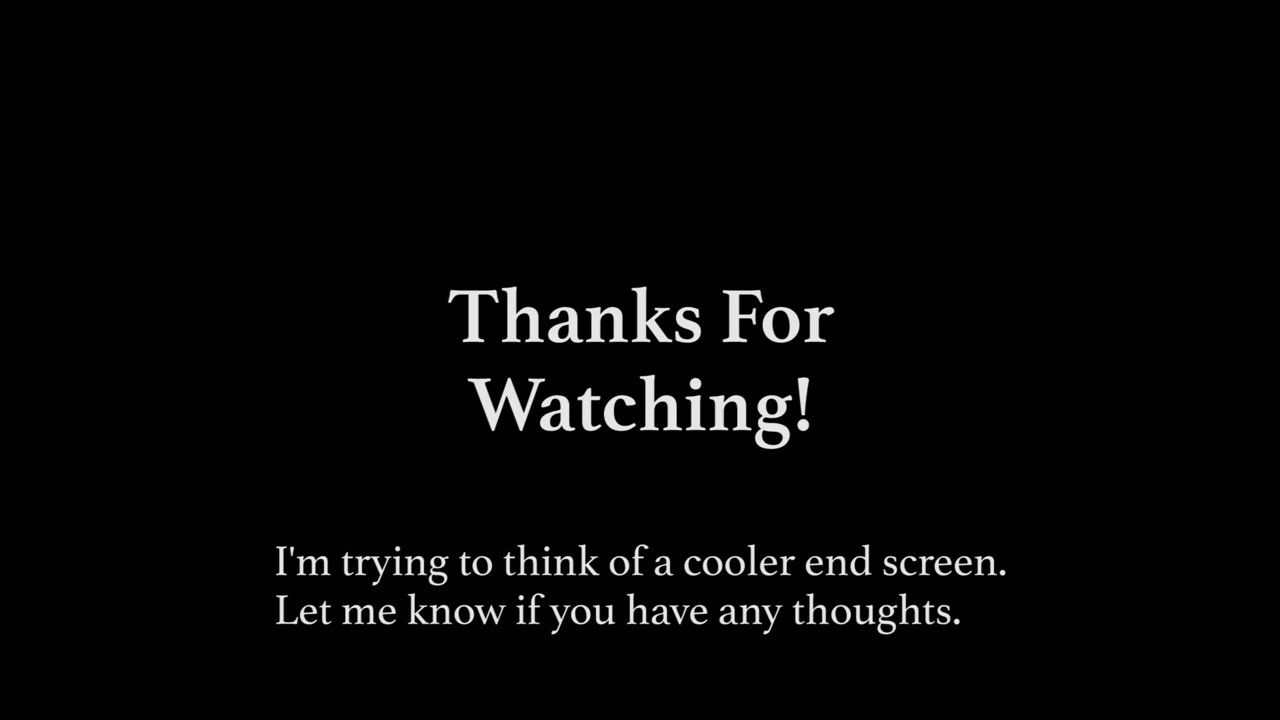 Thanks For
Watching!
I'm trying to think of a cooler end screen.
Let me know if you have any thoughts.